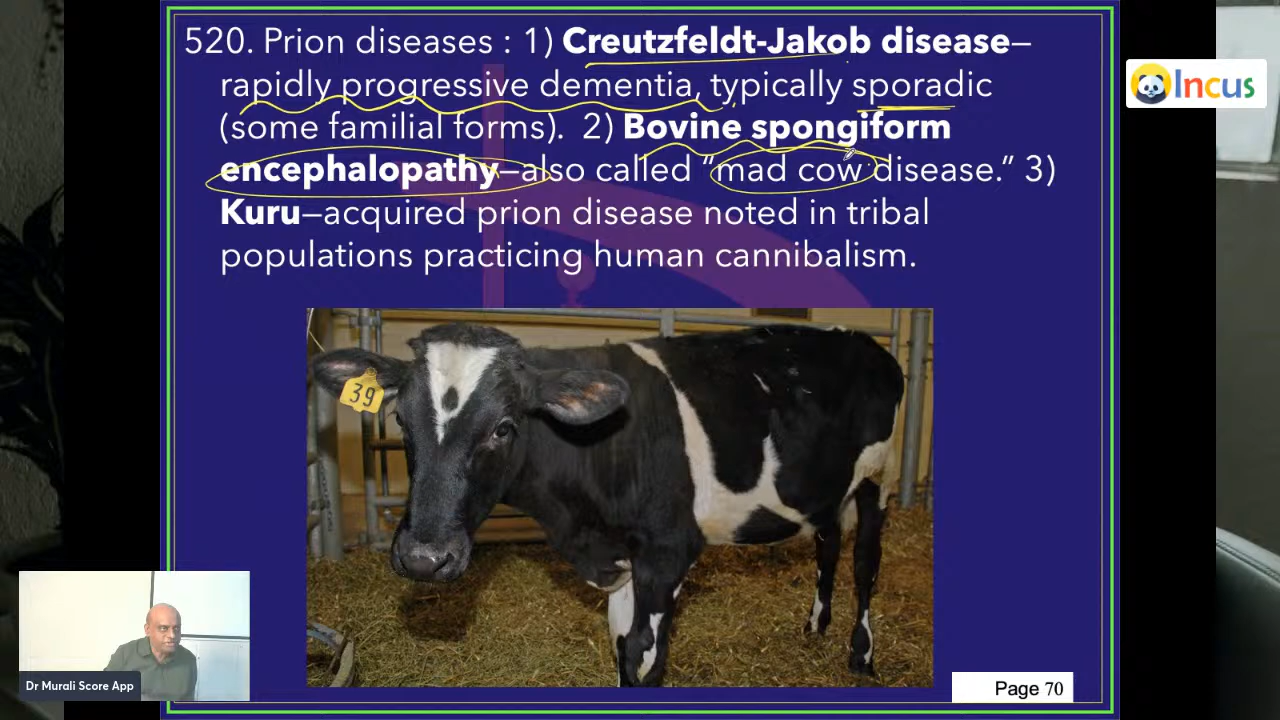 520. Prion diseases : 1) Creutzfeldt-Jakob disease—
rapidly progressive dementia, typically sporadic
(some familial forms). 2) Bovine spongiform
encephalopathy—also called “mad cow disease.” 3)
Kuru—acquired prion disease noted in tribal
populations practicing human cannibalism.
Incus
39
Dr Murali Score App
Page 70